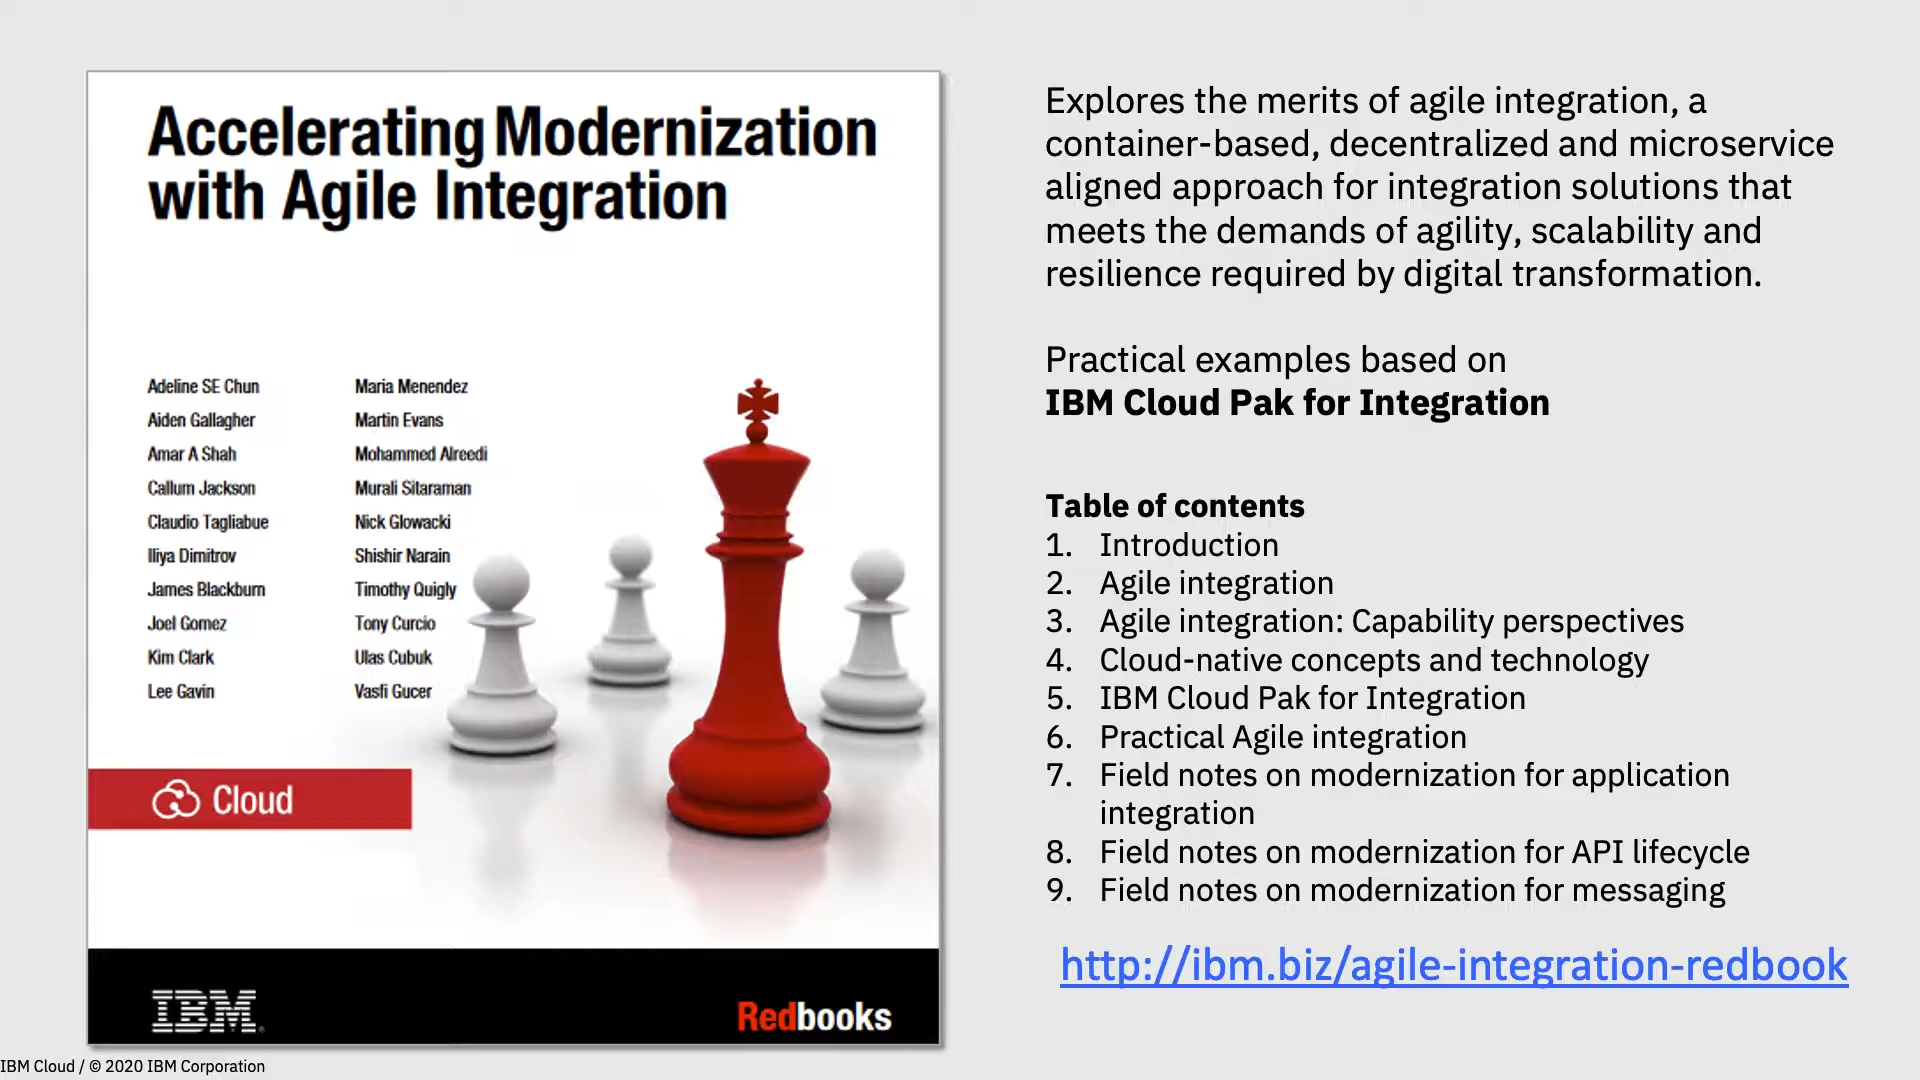 Accelerating Modernization
with Agile Integration
Adeline SE Chun
Aiden Gallagher
Amar A Shah
Callum Jackson
Claudio Tagliabue
Iliya Dimitrov
James Blackburn
Joel Gomez
Kim Clark
Lee Gavin
Maria Menendez
Martin Evans
Mohammed Alreedi
Murali Sitaraman
Nick Glowacki
Shishir Narain
Timothy Quigly
Tony Curcio
Ulas Cubuk
Vasfi Gucer
Cloud
IBM®
Redbooks
Explores the merits of agile integration, a
container-based, decentralized and microservice
aligned approach for integration solutions that
meets the demands of agility, scalability and
resilience required by digital transformation.
Practical examples based on
IBM Cloud Pak for Integration
Table of contents
1. Introduction
2. Agile integration
3. Agile integration: Capability perspectives
4. Cloud-native concepts and technology
5. IBM Cloud Pak for Integration
6. Practical Agile integration
7. Field notes on modernization for application
integration
8. Field notes on modernization for API lifecycle
9. Field notes on modernization for messaging
http://ibm.biz/agile-integration-redbook
IBM Cloud / © 2020 IBM Corporation